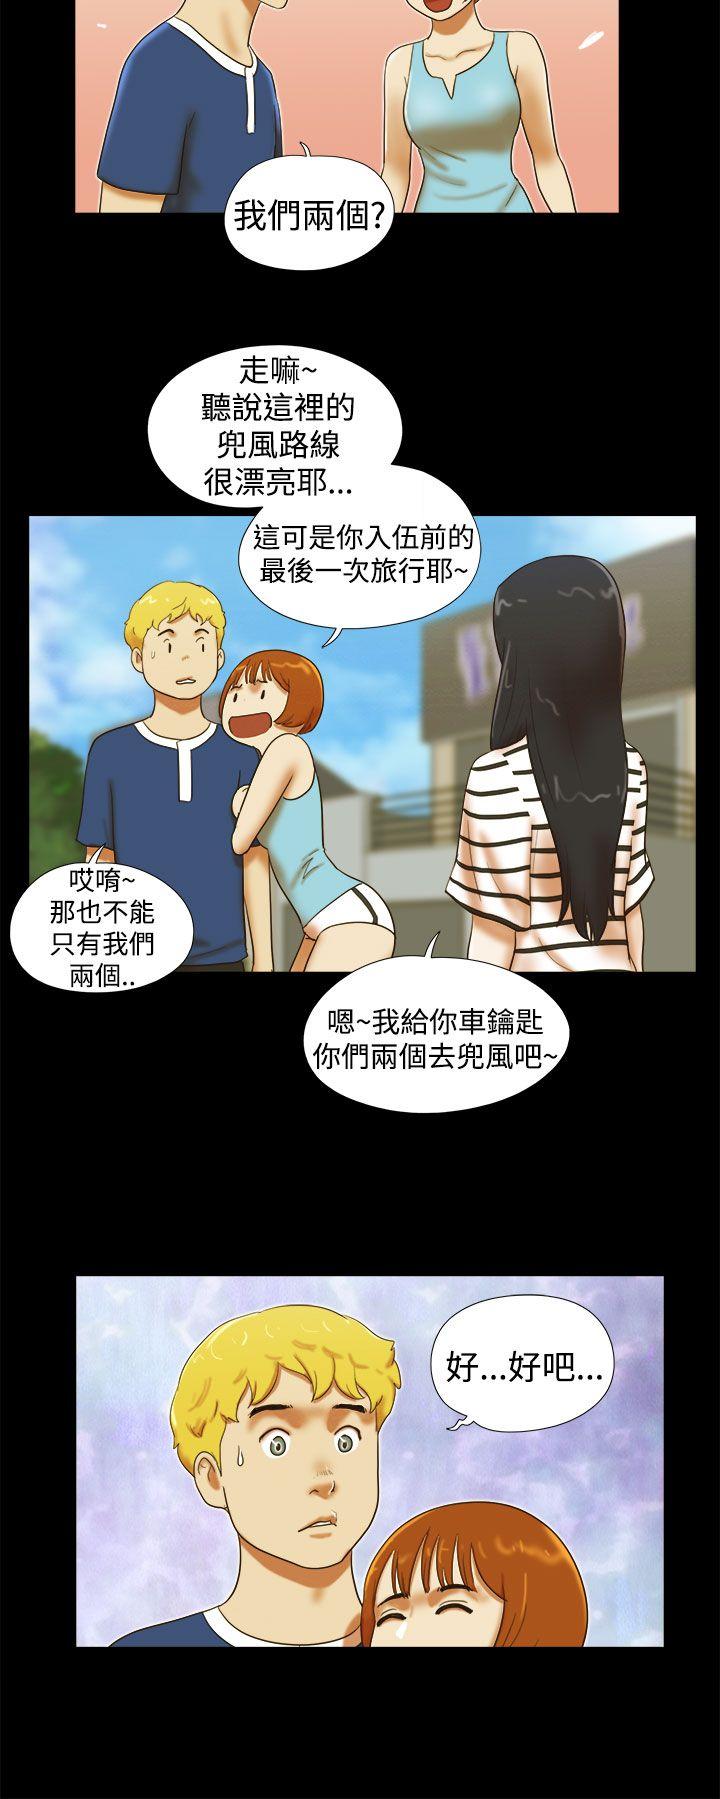 我們兩個?
走嘛~
聽說這裡的
兜風路線
很漂亮耶...
這可是你入伍前的
最後一次旅行耶~
哎唷~
那也不能
只有我們
兩個..
嗯~我給你車鑰匙
你們兩個去兜風吧~
好...好吧...